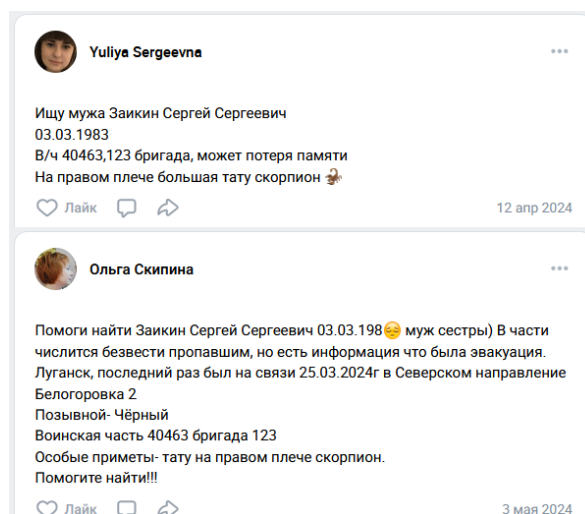 Yuliya Sergeevna
Ищу мужа Заикин Сергей Сергеевич
03.03.1983
В/ч 40463,123 бригада, может потеря памяти
На правом плече большая тату скорпион 🦂
Лайк
12 апр 2024
Ольга Скипина
Помоги найти Заикин Сергей Сергеевич 03.03.198😔 муж сестры) В части
числится безвести пропавшим, но есть информация что была эвакуация.
Луганск, последний раз был на связи 25.03.2024г в Северском направление
Белогоровка 2
Позывной- Чёрный
Воинская часть 40463 бригада 123
Особые приметы- тату на правом плече скорпион.
Помогите найти!!!
Лайк
3 мая 2024